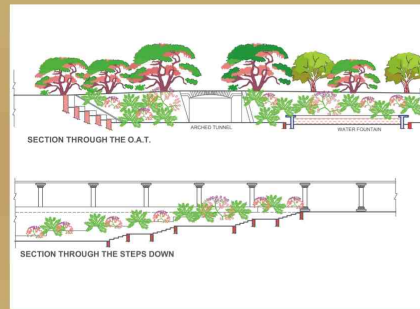 ARCHED TUNNEL
WATER FOUNTAIN
SECTION THROUGH THE O.A.T.
SECTION THROUGH THE STEPS DOWN